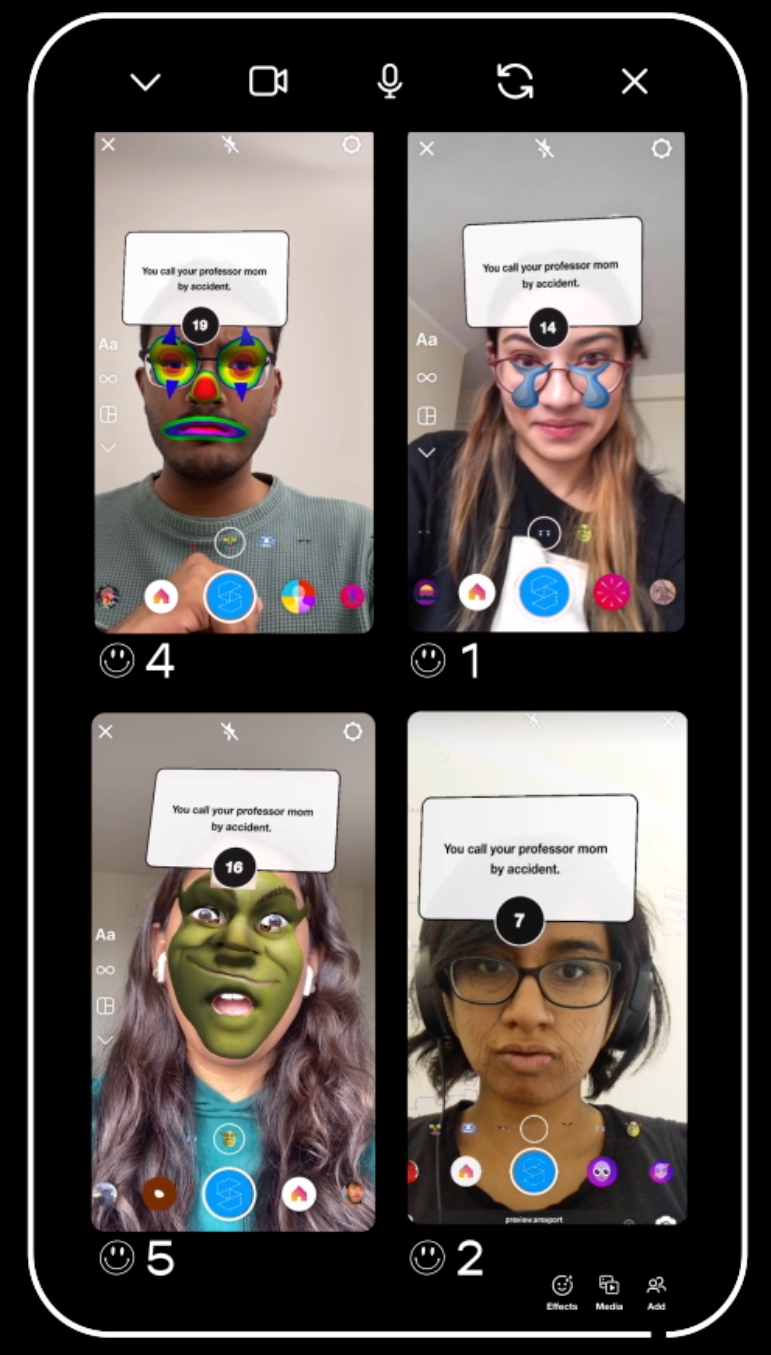 You call your professor mom
by accident.
19
Aa
4
You call your professor mom
by accident.
14
Aa
1
You call your professor mom
by accident.
16
Aa
5
You call your professor mom
by accident.
7
preview.arexport
2
Effects
Media
Add